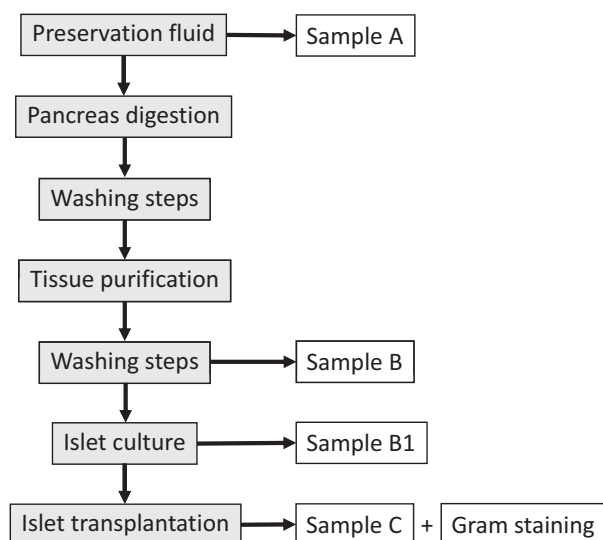 Preservation fluid Sample A
Pancreas digestion
Washing steps
Tissue purification
Washing steps Sample B
Islet culture Sample B1
Islet transplantation Sample C + Gram staining